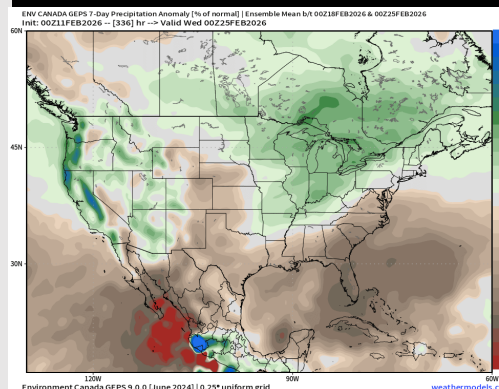 ENV CANADA GEPS 7-Day Precipitation Anomaly [% of normal] | Ensemble Mean b/t 00Z18FEB2026 & 00Z25FEB2026
Init: 00Z11FEB2026 -- [336] hr --> Valid Wed 00Z25FEB2026
60N
45N
30N
120W
90W
60W
Environment Canada GEPS 9.0.0 [June 2024] | 0.25° uniform grid
weathermodels.c